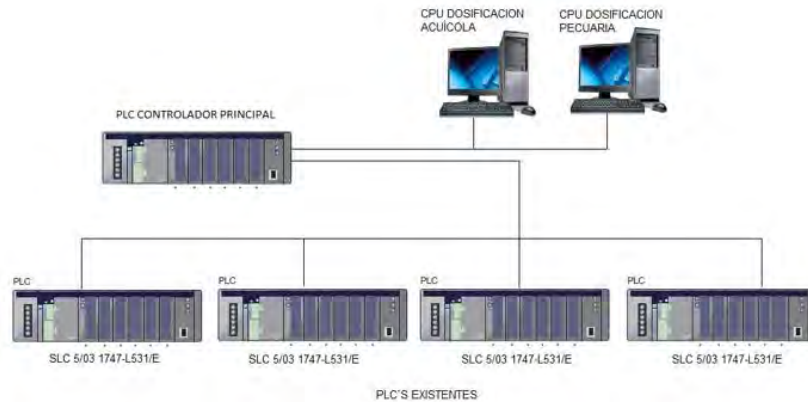 CPU DOSIFICACION
ACUÍCOLA
CPU DOSIFICACION
PECUARIA
PLC CONTROLADOR PRINCIPAL
PLC
PLC
PLC
PLC
SLC 5/03 1747-L531/E
SLC 5/03 1747-L531/E
SLC 5/03 1747-L531/E
SLC 5/03 1747-L531/E
PLC´S EXISTENTES